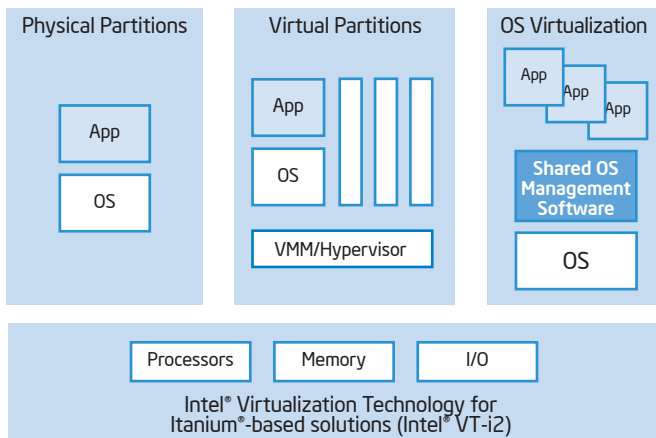 Physical Partitions
App
OS
Virtual Partitions
App
OS
VMM/Hypervisor
OS Virtualization
App
App
App
Shared OS
Management
Software
OS
Processors
Memory
I/O
Intel® Virtualization Technology for
Itanium®-based solutions (Intel® VT-i2)